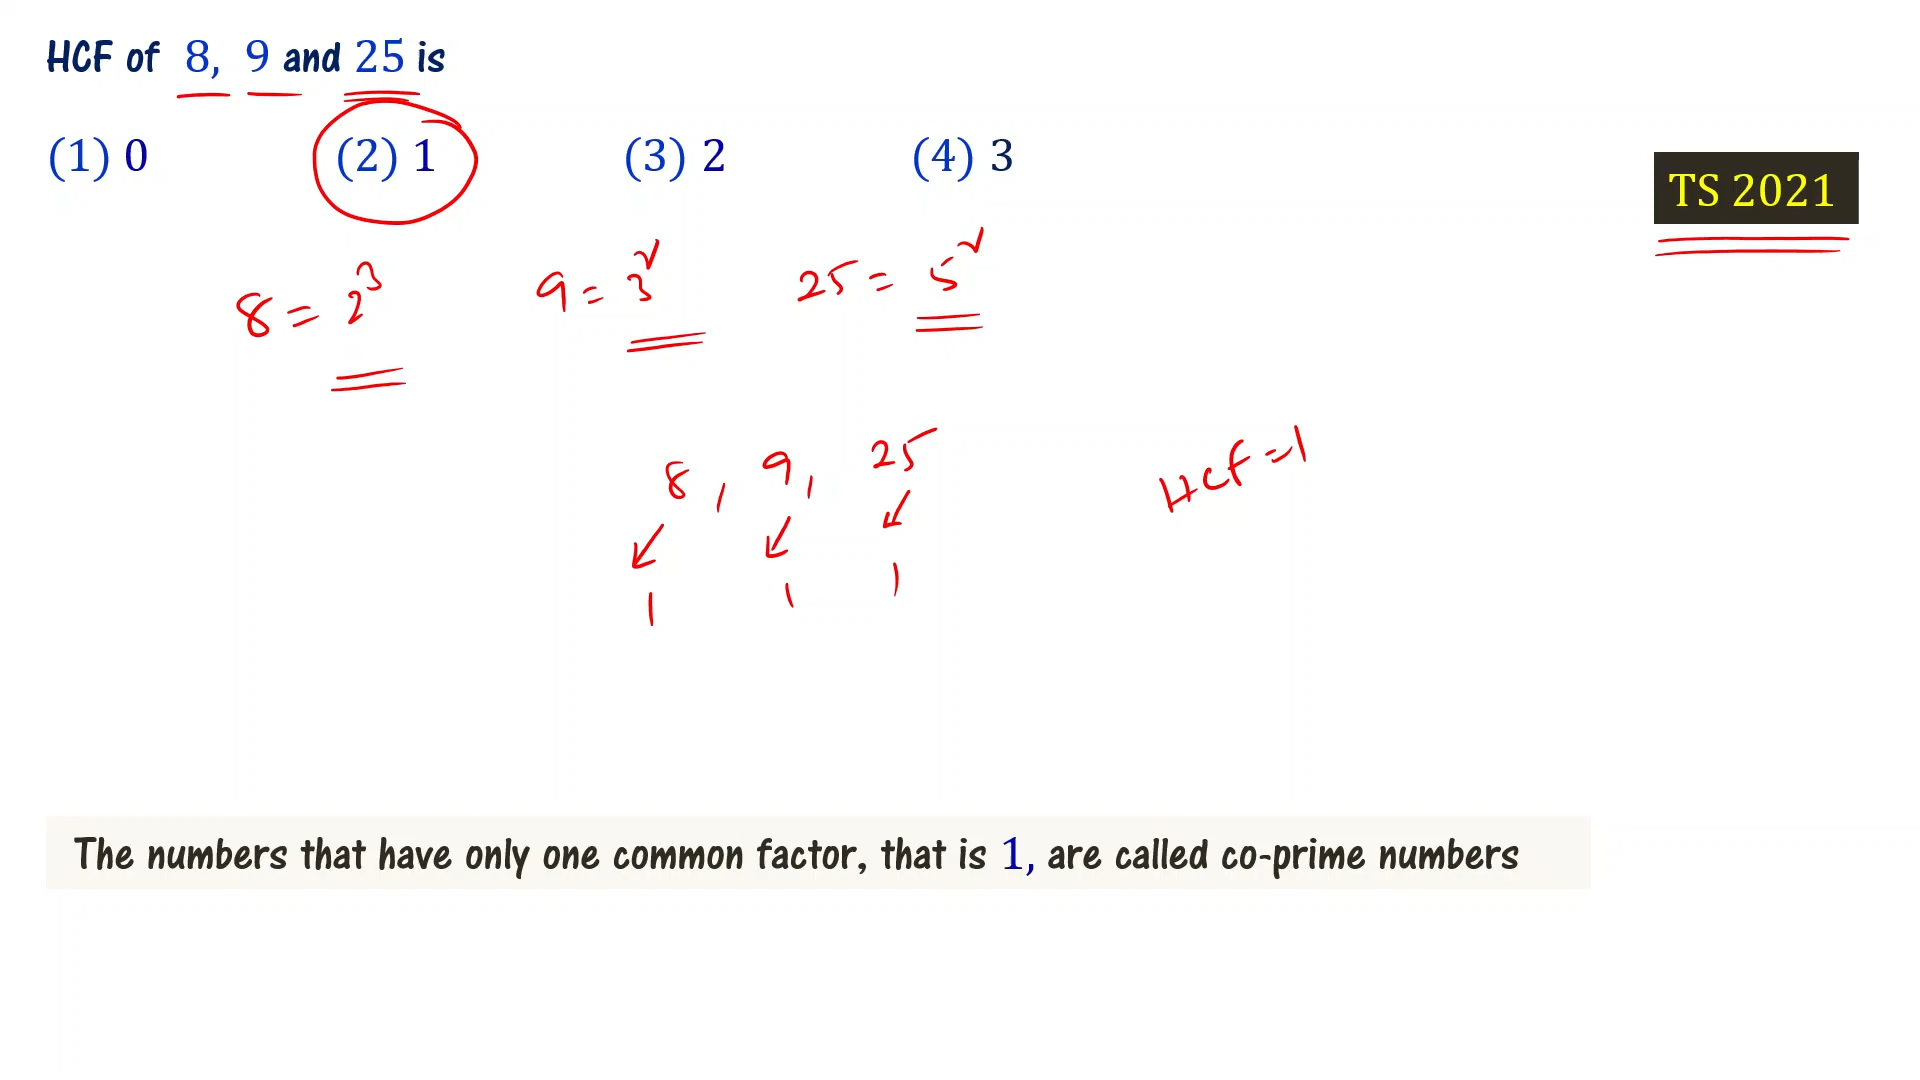 HCF of 8, 9 and 25 is
(1) 0 (2) 1 (3) 2 (4) 3
TS 2021
8 = 2³ 9 = 3² 25 = 5²
8, 9, 25
HCF = 1
1 1 1
The numbers that have only one common factor, that is 1, are called co-prime numbers